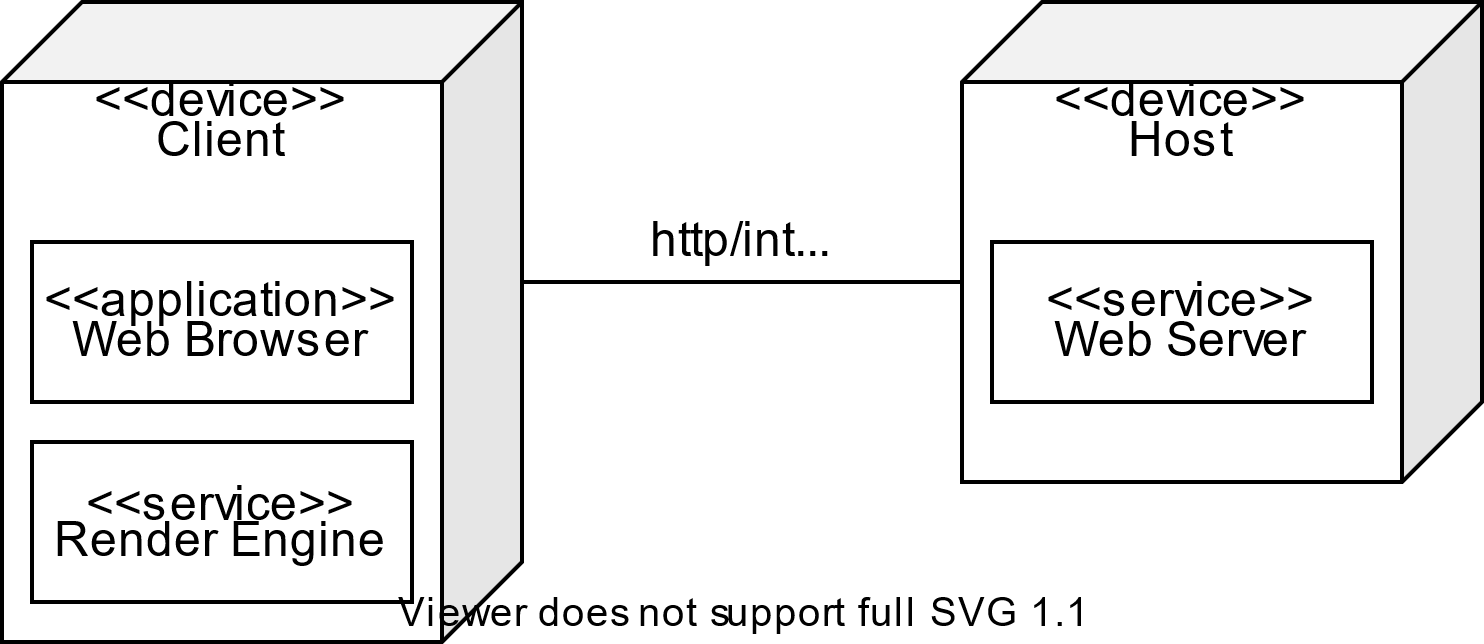 <<device>>
Client
<<application>>
Web Browser
<<service>>
Render Engine
http/int...
<<device>>
Host
<<service>>
Web Server
Viewer does not support full SVG 1.1